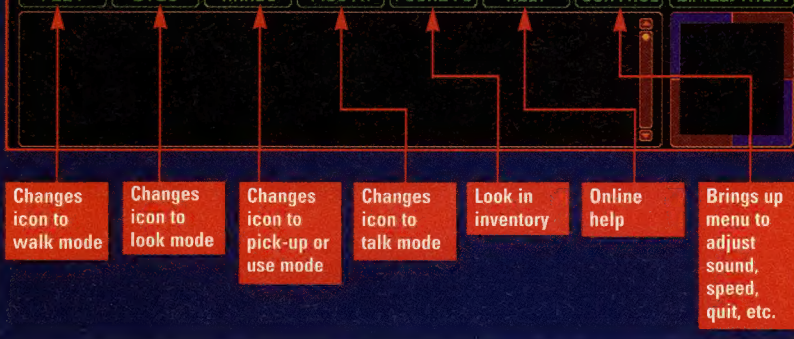 Changes
icon to
walk mode
Changes
icon to
look mode
Changes
icon to
pick-up or
use mode
Changes
icon to
talk mode
Look in
inventory
Online
help
Brings up
menu to
adjust
sound,
speed,
quit, etc.